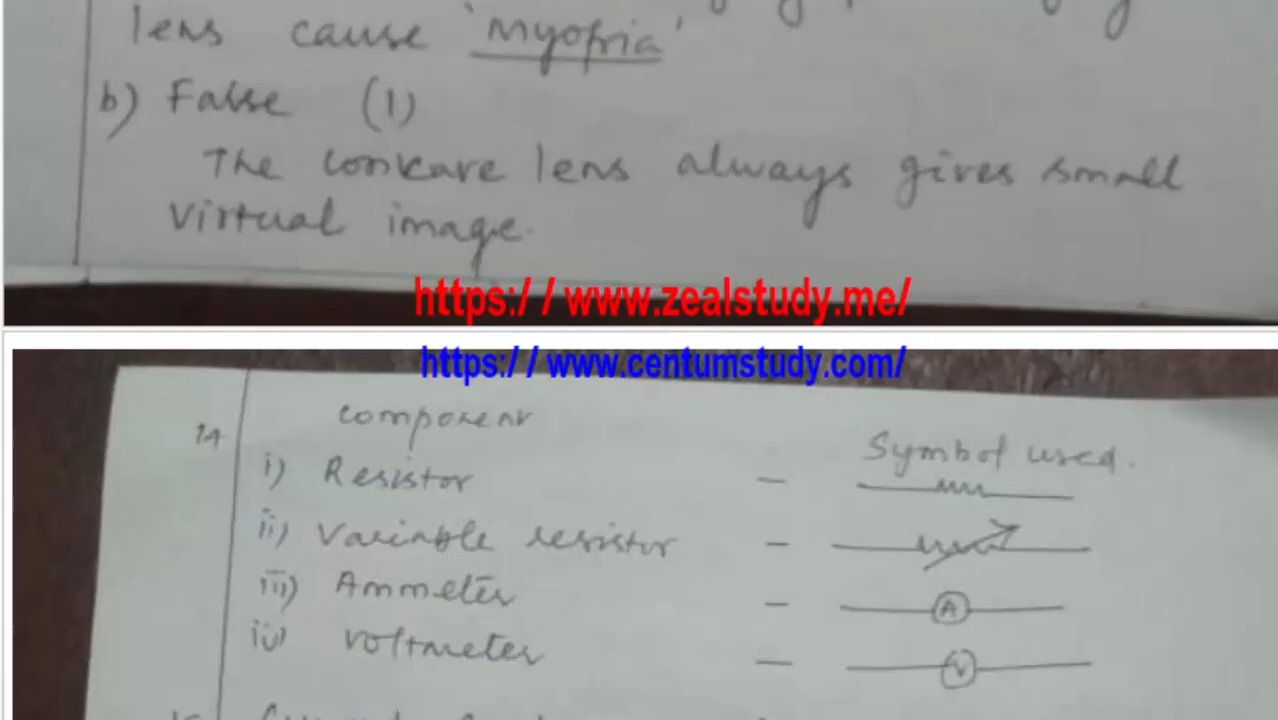 lens cause 'myopia'
b) False (1)
The concave lens always gives small
virtual image.
https://www.zealstudy.me/
https://www.centumstudy.com/
14 component Symbol used.
i) Resistor -
ii) Variable resistor -
iii) Ammeter - A
iv) voltmeter - V